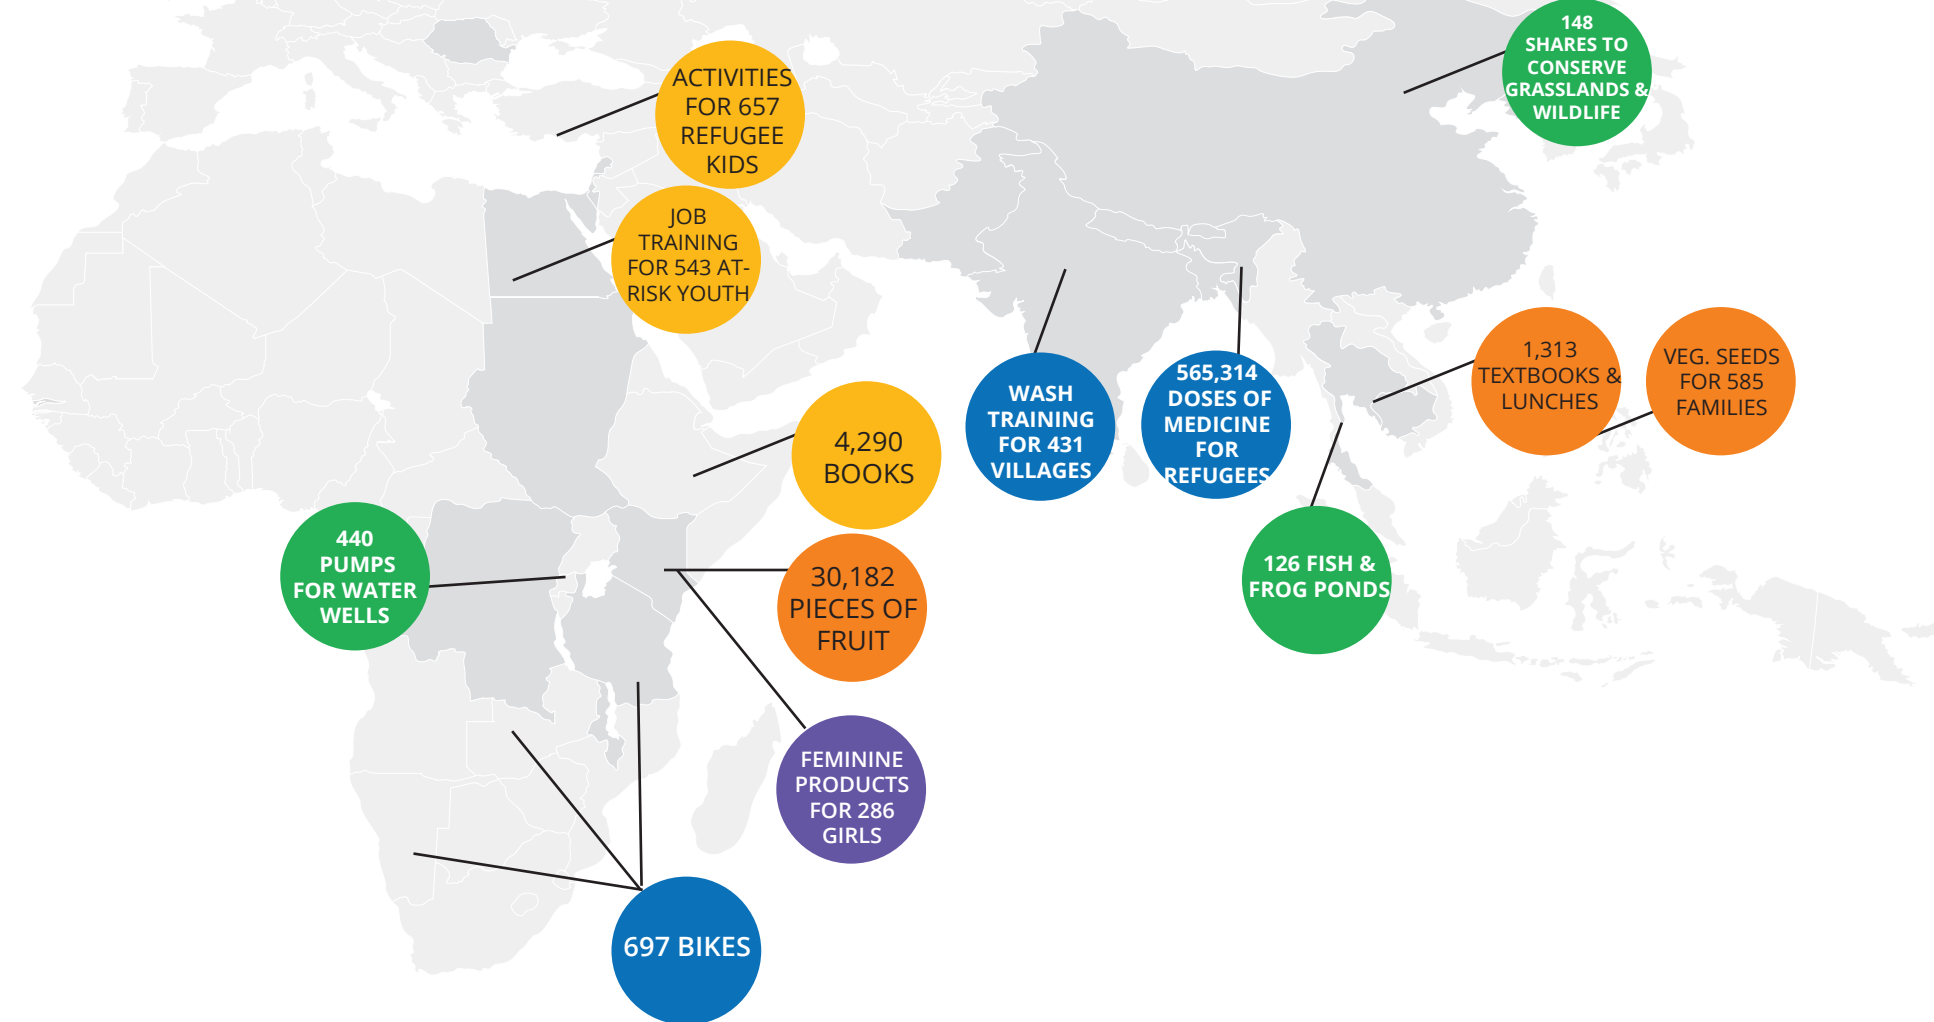 148
SHARES TO
CONSERVE
GRASSLANDS &
WILDLIFE
ACTIVITIES
FOR 657
REFUGEE
KIDS
JOB
TRAINING
FOR 543 AT-
RISK YOUTH
1,313
TEXTBOOKS &
LUNCHES
VEG. SEEDS
FOR 585
FAMILIES
WASH
TRAINING
FOR 431
VILLAGES
565,314
DOSES OF
MEDICINE
FOR
REFUGEES
4,290
BOOKS
440
PUMPS
FOR WATER
WELLS
30,182
PIECES OF
FRUIT
126 FISH &
FROG PONDS
FEMININE
PRODUCTS
FOR 286
GIRLS
697 BIKES